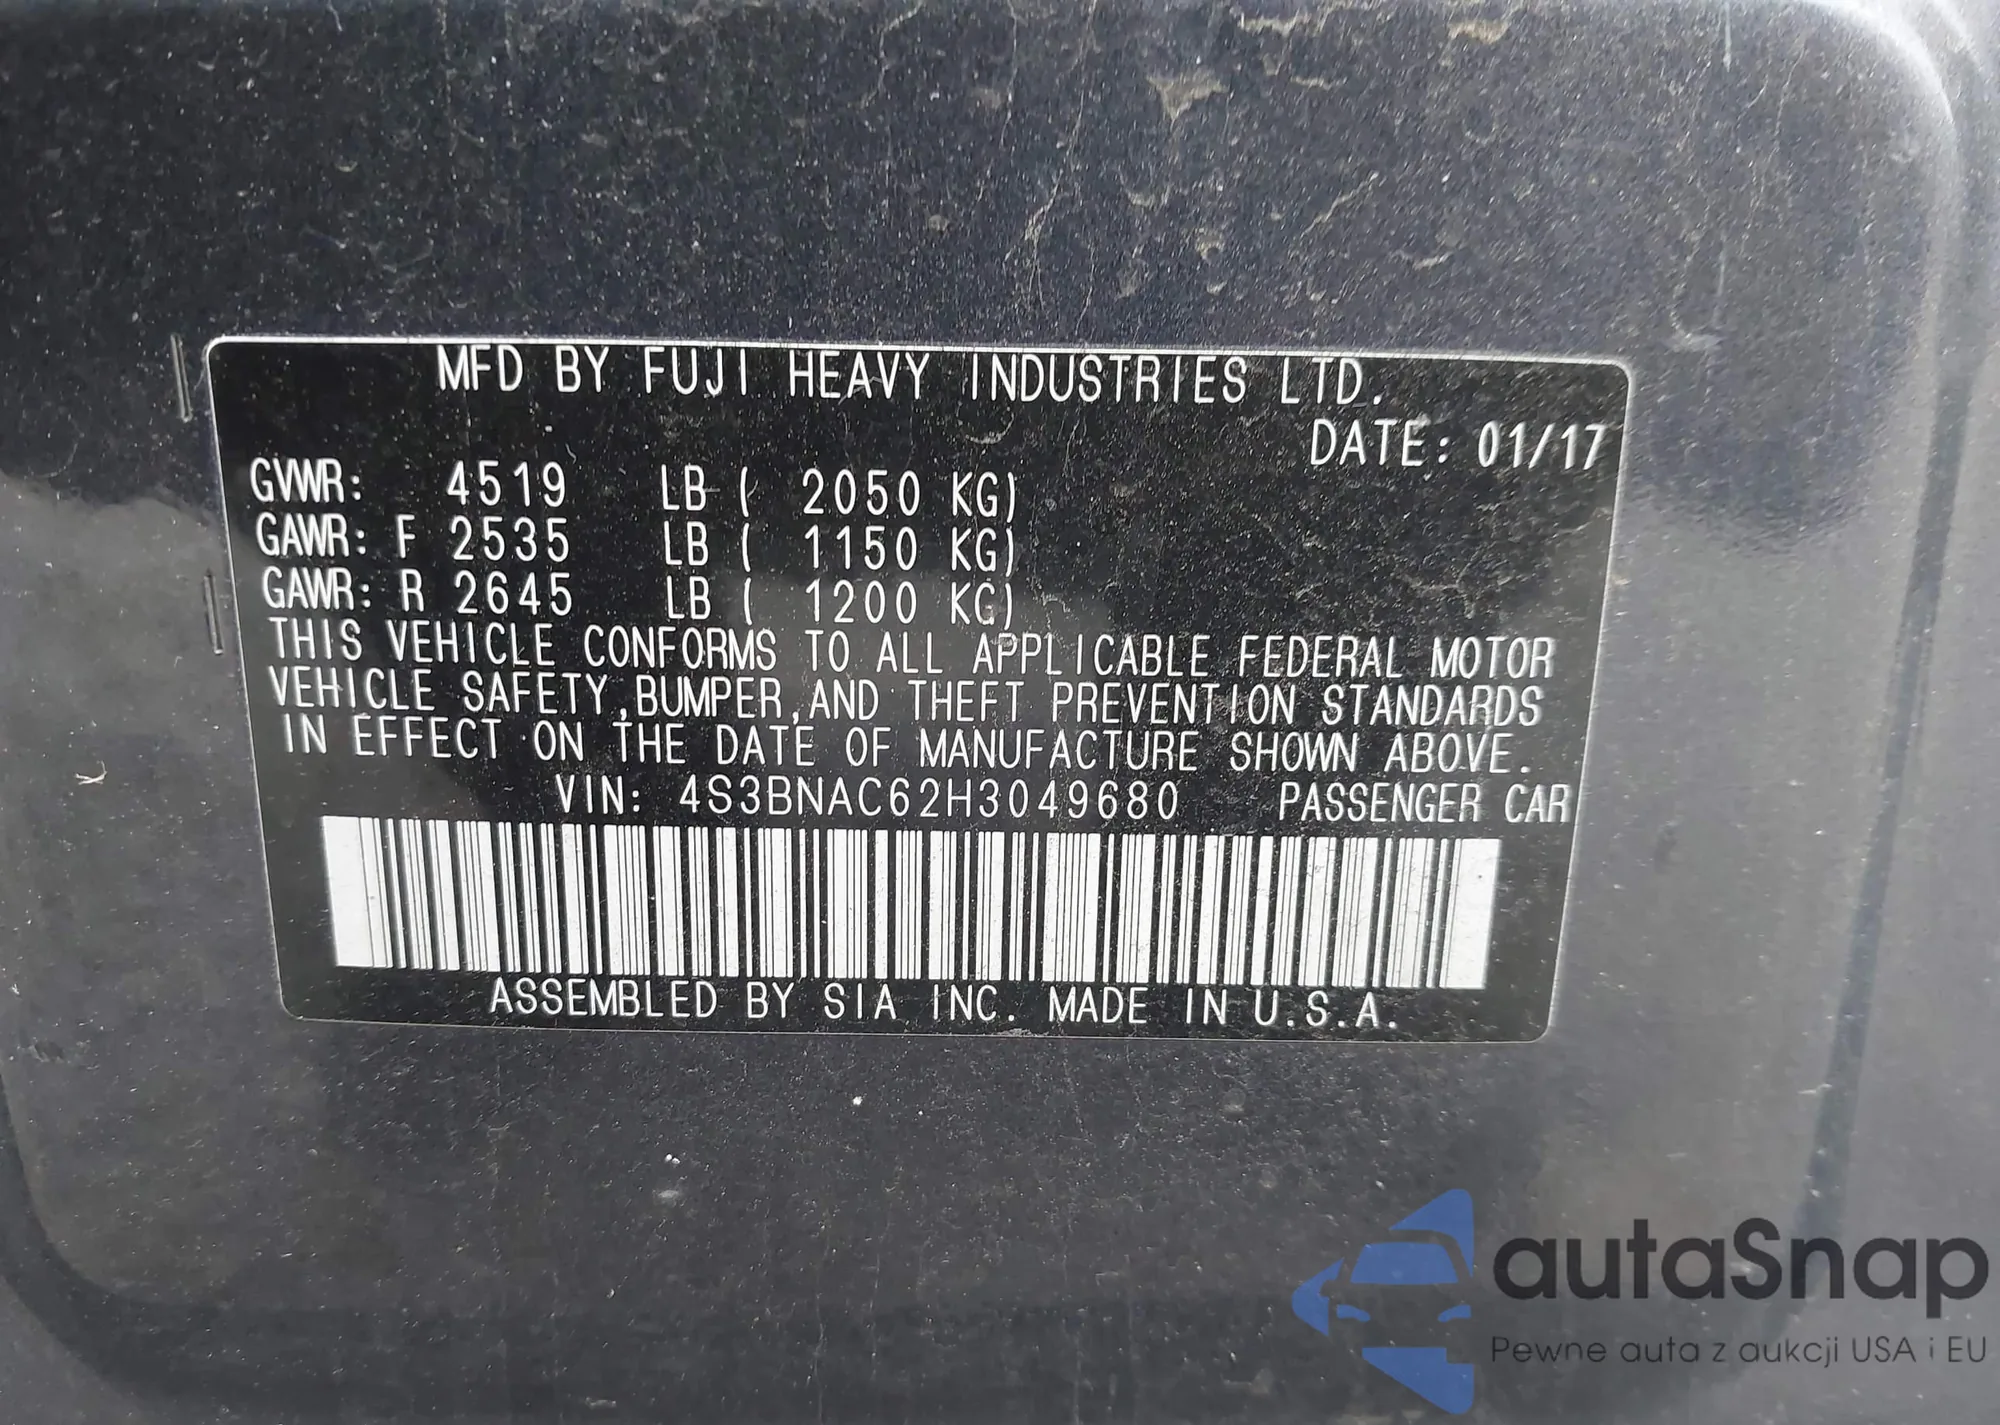 MFD BY FUJI HEAVY INDUSTRIES LTD.
DATE: 01/17
GVWR: 4519 LB ( 2050 KG)
GAWR: F 2535 LB ( 1150 KG)
GAWR: R 2645 LB ( 1200 KG)
THIS VEHICLE CONFORMS TO ALL APPLICABLE FEDERAL MOTOR
VEHICLE SAFETY,BUMPER,AND THEFT PREVENTION STANDARDS
IN EFFECT ON THE DATE OF MANUFACTURE SHOWN ABOVE.
VIN: 4S3BNAC62H3049680 PASSENGER CAR
ASSEMBLED BY SIA INC. MADE IN U.S.A.
autaSnap
Pewne auta z aukcji USA i EU